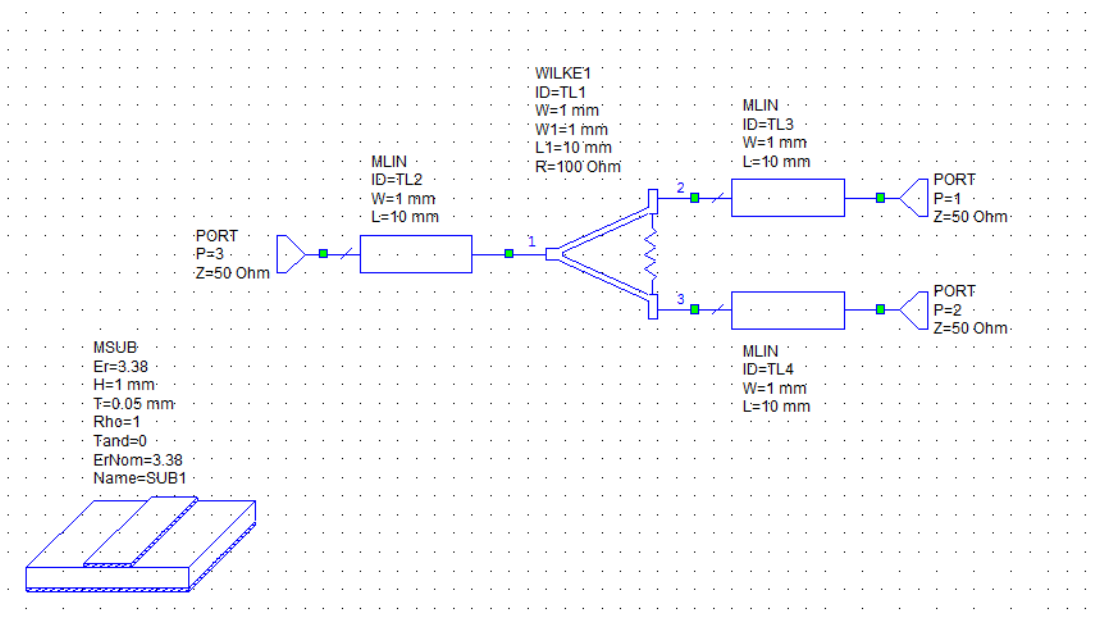 WILKE1
ID=TL1
W=1 mm
W1=1 mm
L1=10 mm
R=100 Ohm
MLIN
ID=TL3
W=1 mm
L=10 mm
MLIN
ID=TL2
W=1 mm
L=10 mm
PORT
P=3
Z=50 Ohm
1
2
3
PORT
P=1
Z=50 Ohm
PORT
P=2
Z=50 Ohm
MLIN
ID=TL4
W=1 mm
L=10 mm
MSUB
Er=3.38
H=1 mm
T=0.05 mm
Rho=1
Tand=0
ErNom=3.38
Name=SUB1